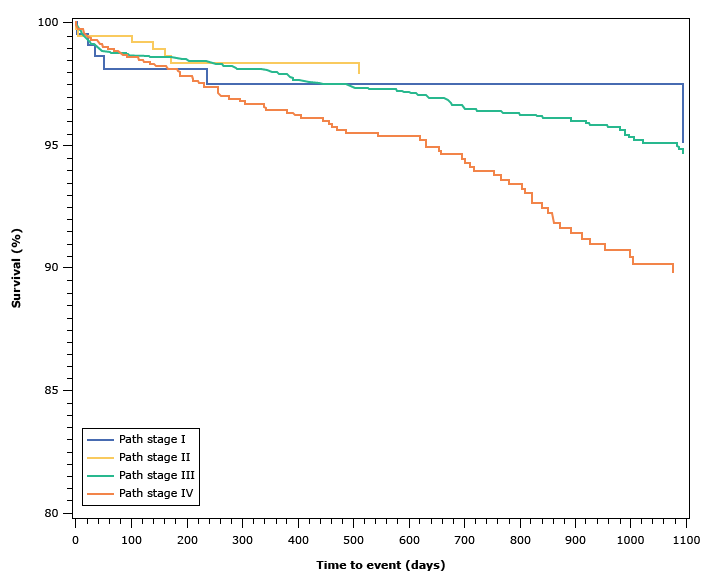 100
95
90
85
80
Survival (%)
Path stage I
Path stage II
Path stage III
Path stage IV
0 100 200 300 400 500 600 700 800 900 1000 1100
Time to event (days)